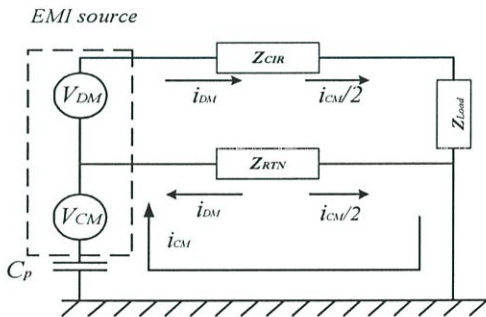 EMI source
Z_CIR
V_DM
i_DM
i_CM/2
Z_Load
Z_RTN
i_DM
i_CM/2
V_CM
i_CM
C_p